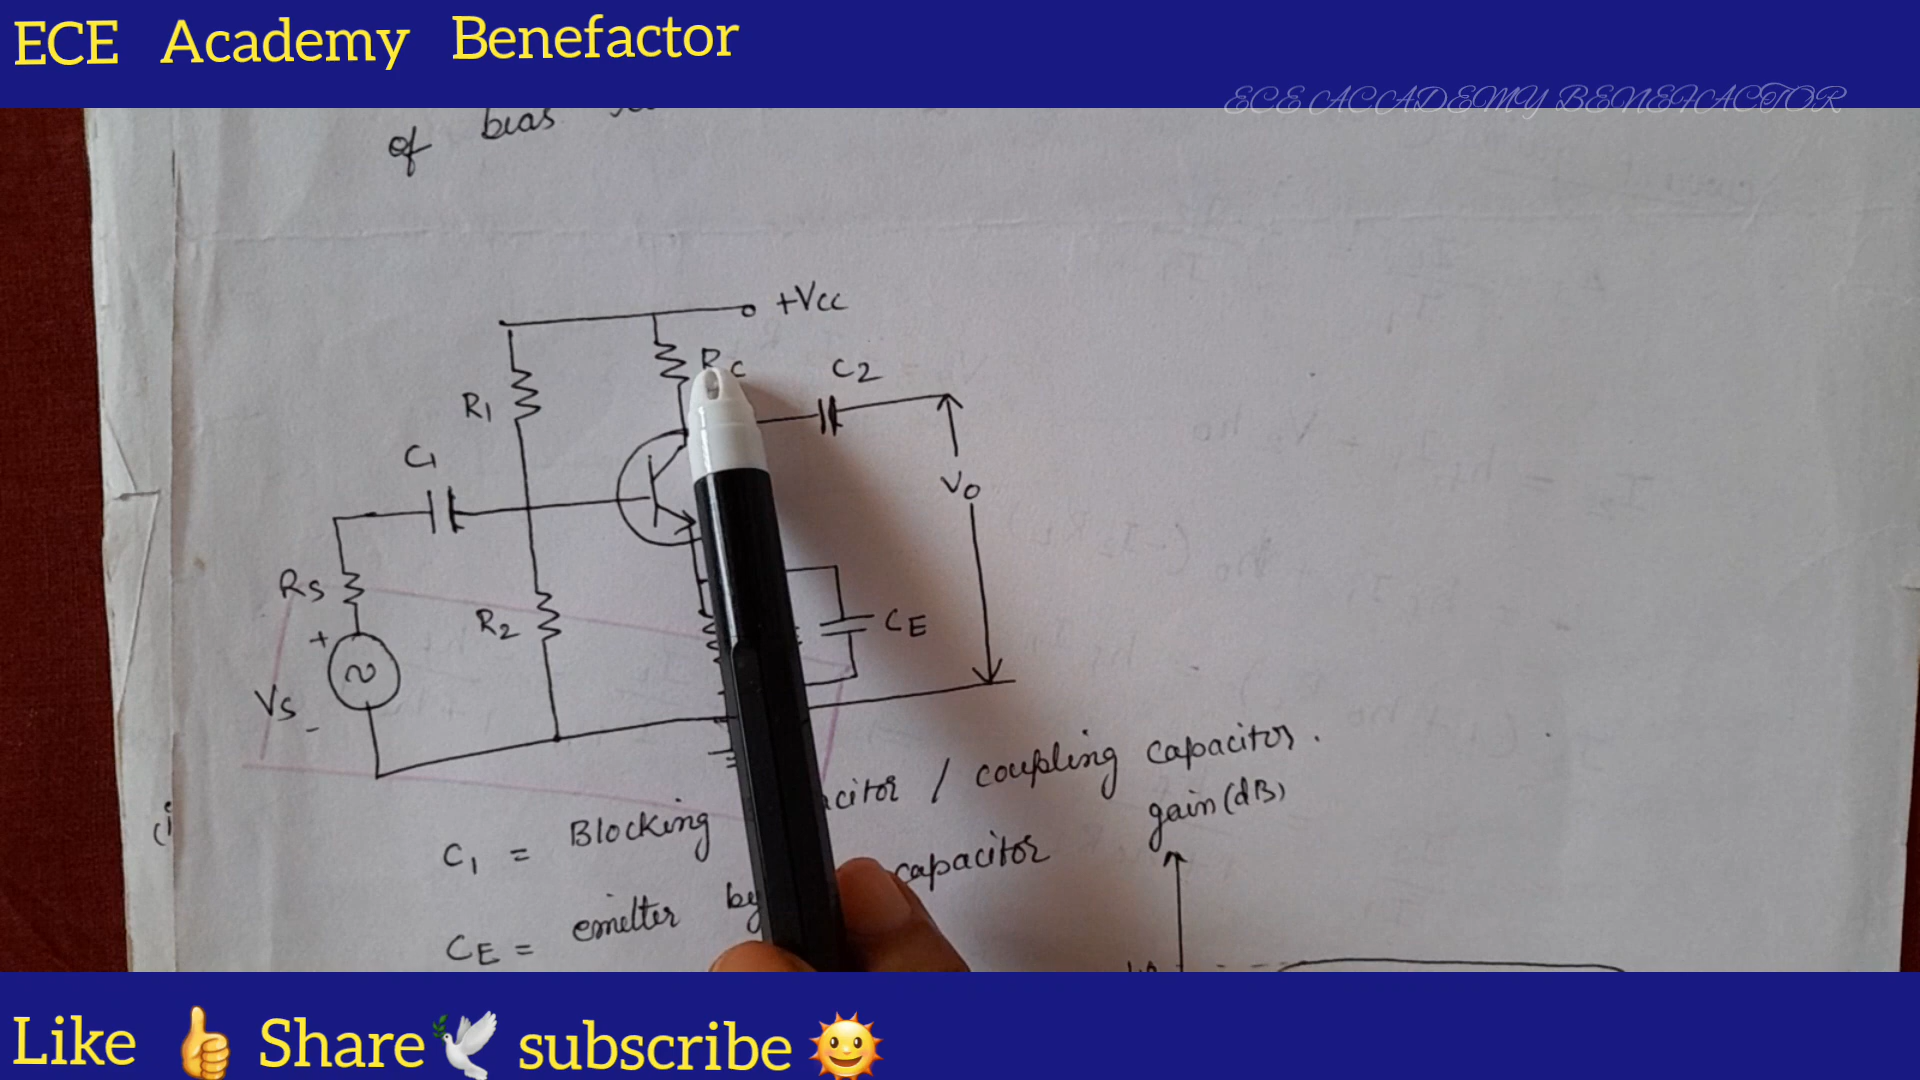 ECE Academy Benefactor
ECE ACCADEMY BENEFACTOR
of bias
+Vcc
RC
C2
R1
C1
Vo
RS
R2
CE
+
VS
-
C1 = Blocking / coupling capacitor.
gain (dB)
CE = emitter capacitor
Like 👍 Share🕊 subscribe 🌞